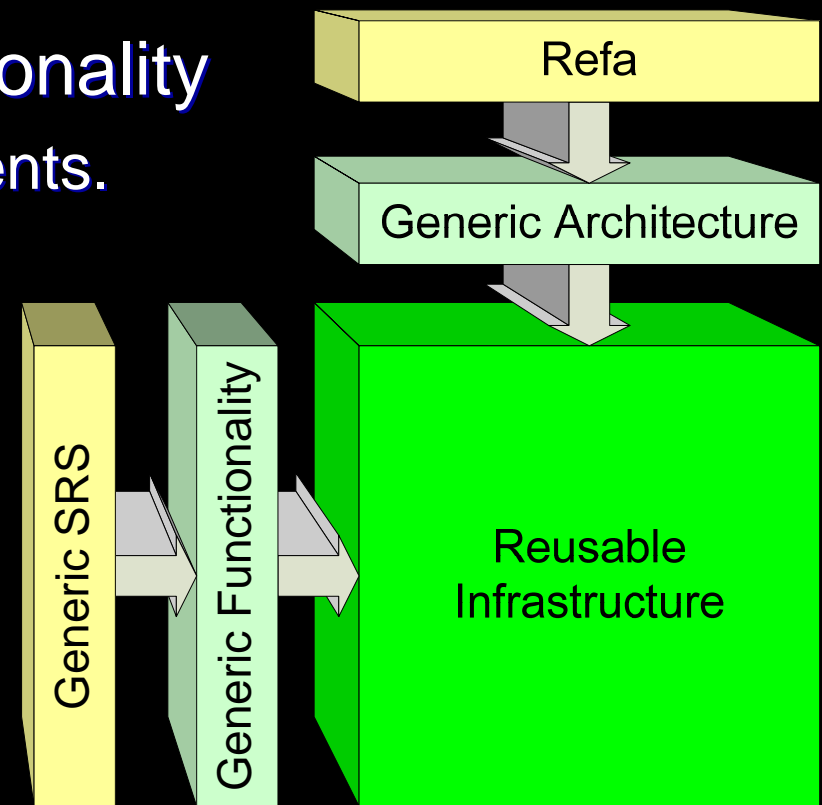 onality
ents.
Refa
Generic Architecture
Generic SRS
Generic Functionality
Reusable
Infrastructure